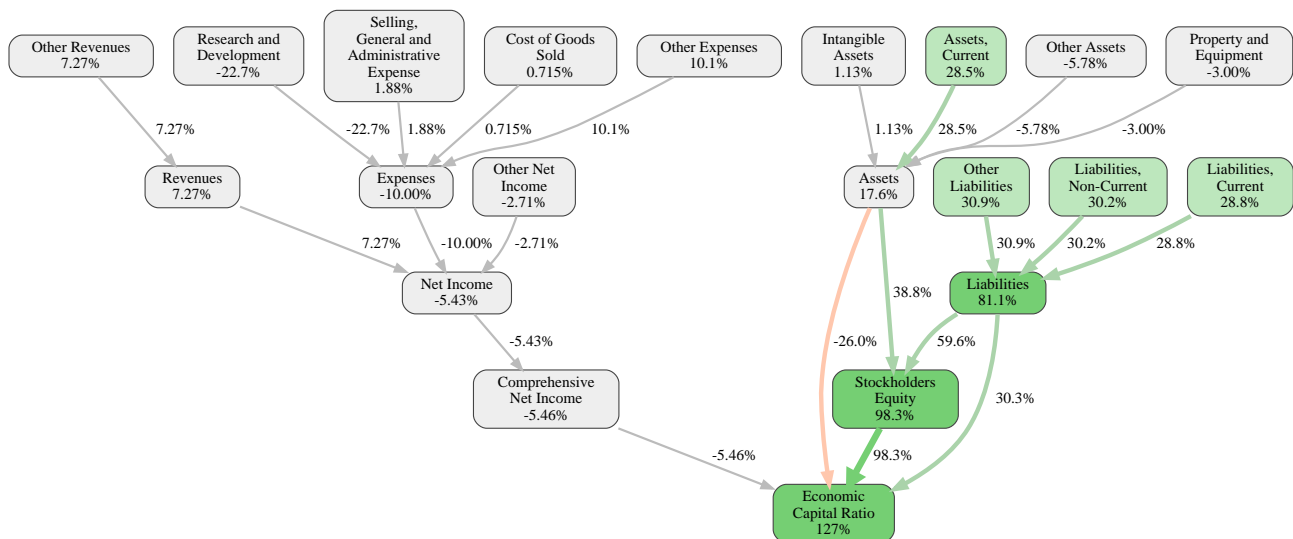 Other Revenues
7.27%
Research and
Development
-22.7%
Selling,
General and
Administrative
Expense
1.88%
Cost of Goods
Sold
0.715%
Other Expenses
10.1%
Intangible
Assets
1.13%
Assets,
Current
28.5%
Other Assets
-5.78%
Property and
Equipment
-3.00%
7.27%
-22.7%
1.88%
0.715%
10.1%
1.13%
28.5%
-5.78%
-3.00%
Revenues
7.27%
Expenses
-10.00%
Other Net
Income
-2.71%
Assets
17.6%
Other
Liabilities
30.9%
Liabilities,
Non-Current
30.2%
Liabilities,
Current
28.8%
7.27%
-10.00%
-2.71%
30.9%
30.2%
28.8%
Net Income
-5.43%
38.8%
Liabilities
81.1%
-5.43%
-26.0%
59.6%
Comprehensive
Net Income
-5.46%
Stockholders
Equity
98.3%
30.3%
-5.46%
98.3%
Economic
Capital Ratio
127%